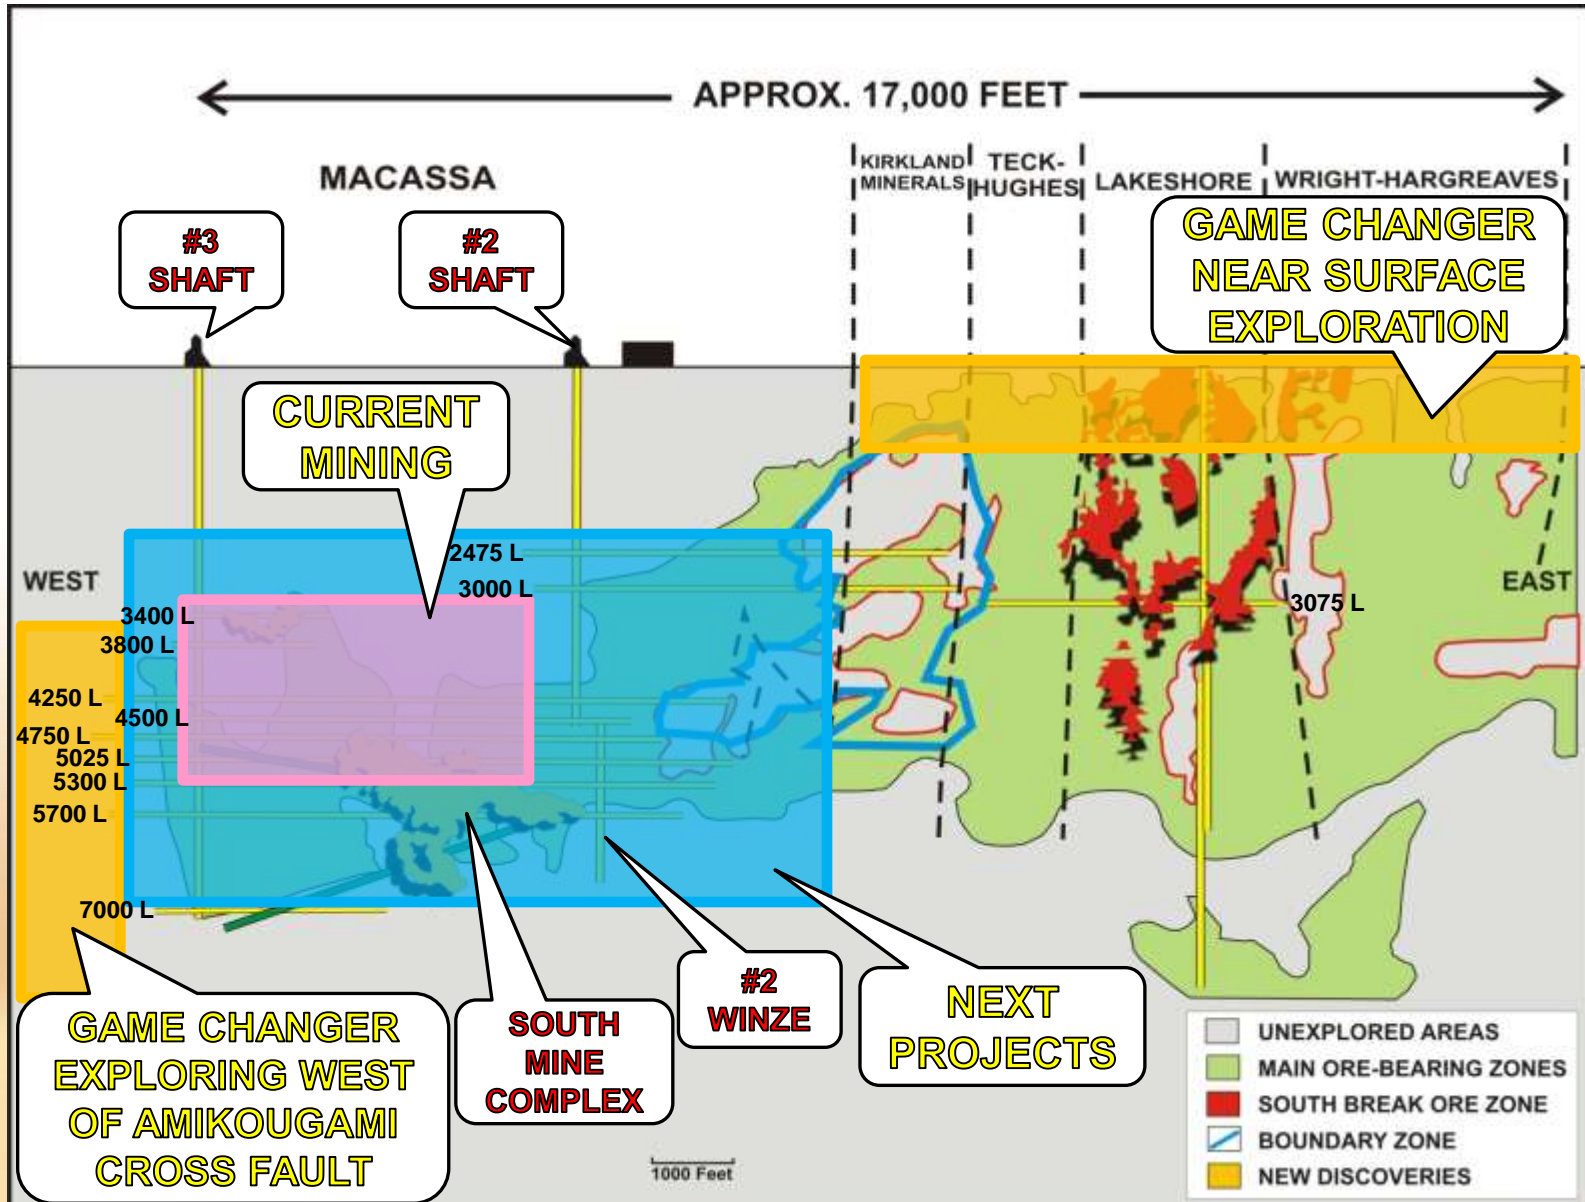 APPROX. 17,000 FEET
MACASSA
KIRKLAND
MINERALS
TECK-
HUGHES
LAKESHORE
WRIGHT-HARGREAVES
#3
SHAFT
#2
SHAFT
GAME CHANGER
NEAR SURFACE
EXPLORATION
CURRENT
MINING
WEST
EAST
2475 L
3000 L
3075 L
3400 L
3800 L
4250 L
4500 L
4750 L
5025 L
5300 L
5700 L
7000 L
GAME CHANGER
EXPLORING WEST
OF AMIKOUGAMI
CROSS FAULT
SOUTH
MINE
COMPLEX
#2
WINZE
NEXT
PROJECTS
1000 Feet
UNEXPLORED AREAS
MAIN ORE-BEARING ZONES
SOUTH BREAK ORE ZONE
BOUNDARY ZONE
NEW DISCOVERIES